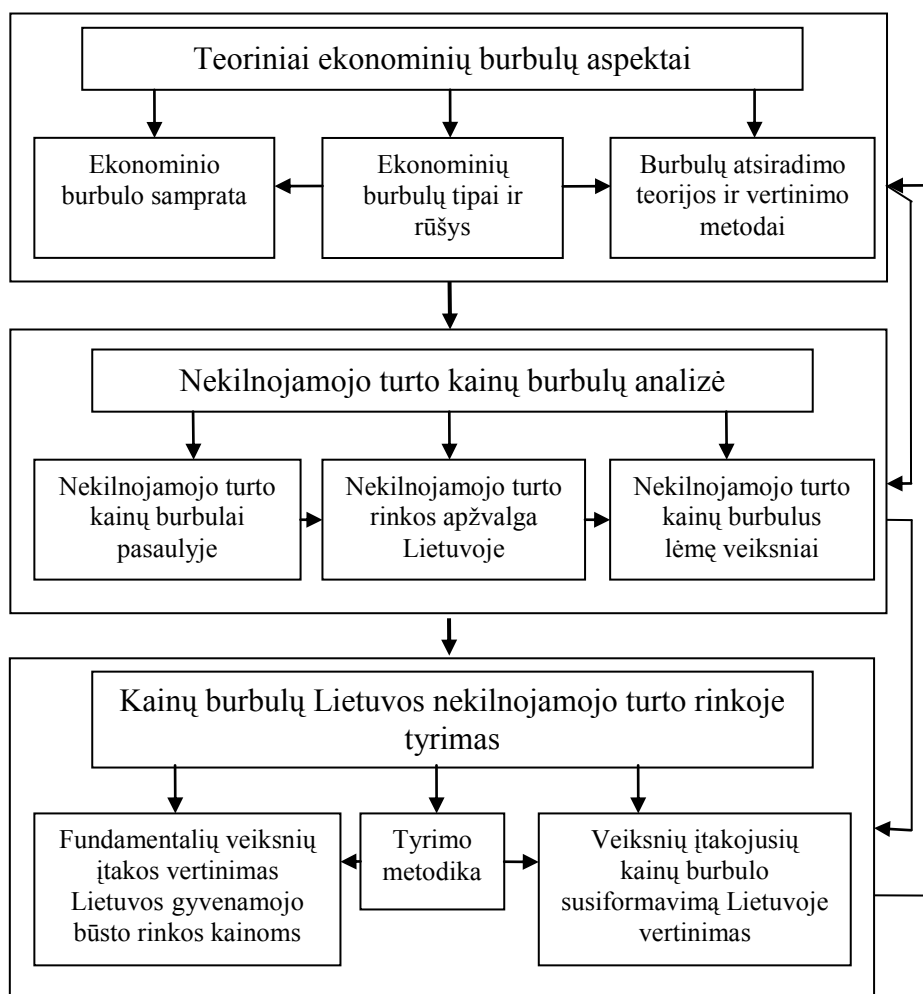 Teoriniai ekonominių burbulų aspektai
Ekonominio
burbulo samprata
Ekonominių
burbulų tipai ir
rūšys
Burbulų atsiradimo
teorijos ir vertinimo
metodai
Nekilnojamojo turto kainų burbulų analizė
Nekilnojamojo turto
kainų burbulai
pasaulyje
Nekilnojamojo turto
rinkos apžvalga
Lietuvoje
Nekilnojamojo turto
kainų burbulus
lėmę veiksniai
Kainų burbulų Lietuvos nekilnojamojo turto rinkoje
tyrimas
Fundamentalių veiksnių
įtakos vertinimas
Lietuvos gyvenamojo
būsto rinkos kainoms
Tyrimo
metodika
Veiksnių įtakojusių
kainų burbulo
susiformavimą Lietuvoje
vertinimas